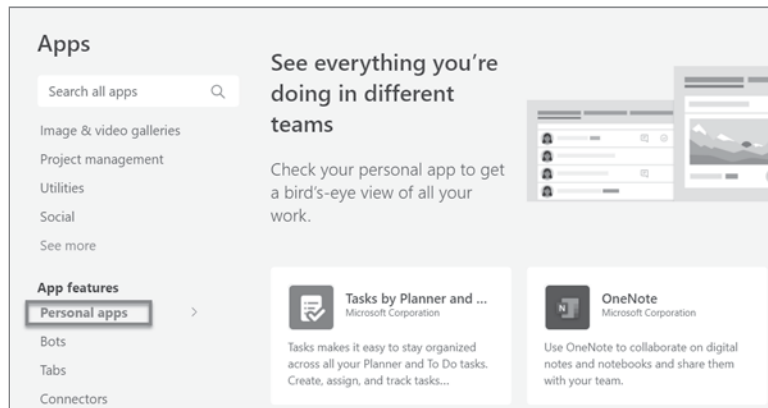 Apps
Search all apps
Image & video galleries
Project management
Utilities
Social
See more
App features
Personal apps
Bots
Tabs
Connectors
See everything you're
doing in different
teams
Check your personal app to get
a bird's-eye view of all your
work.
Tasks by Planner and ...
Microsoft Corporation
Tasks makes it easy to stay organized
across all your Planner and To Do tasks.
Create, assign, and track tasks...
N
OneNote
Microsoft Corporation
Use OneNote to collaborate on digital
notes and notebooks and share them
with your team.